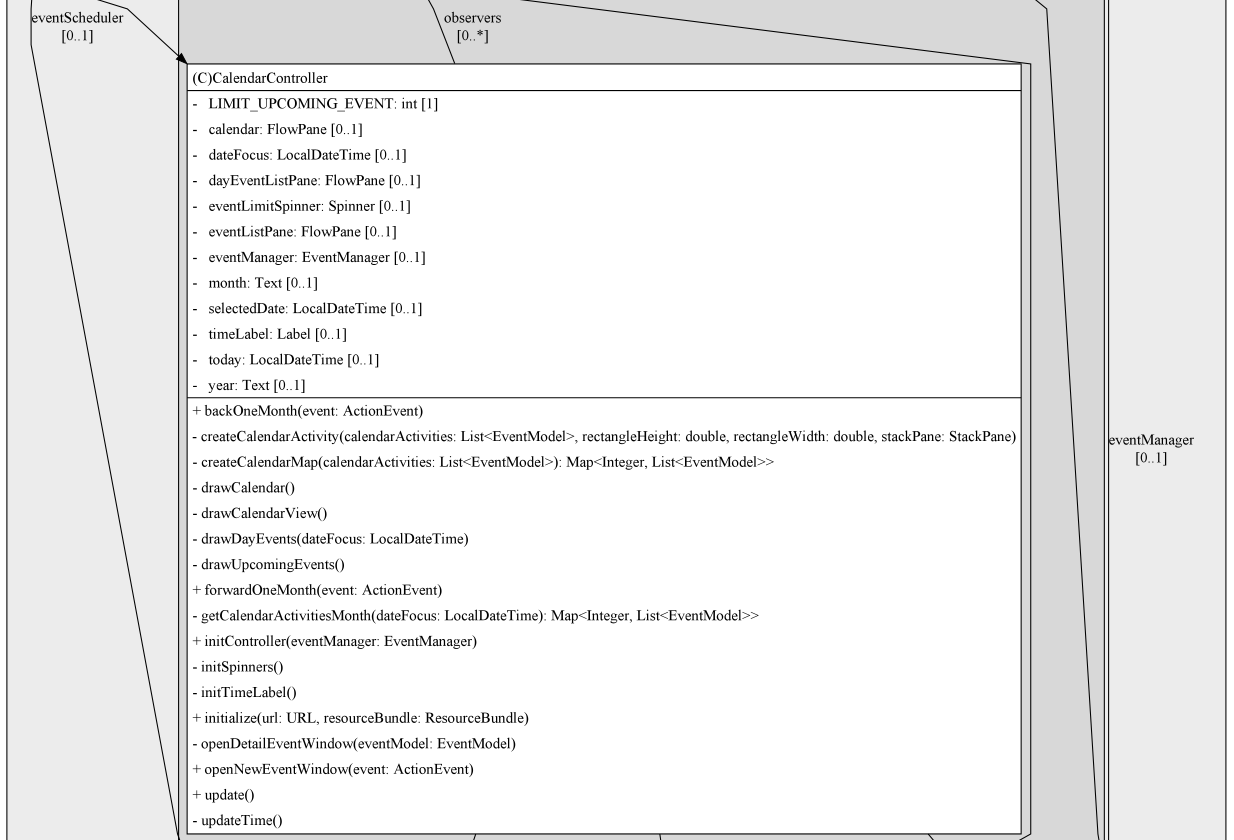 eventScheduler
[0..1]
observers
[0..*]
(C)CalendarController
- LIMIT_UPCOMING_EVENT: int [1]
- calendar: FlowPane [0..1]
- dateFocus: LocalDateTime [0..1]
- dayEventListPane: FlowPane [0..1]
- eventLimitSpinner: Spinner [0..1]
- eventListPane: FlowPane [0..1]
- eventManager: EventManager [0..1]
- month: Text [0..1]
- selectedDate: LocalDateTime [0..1]
- timeLabel: Label [0..1]
- today: LocalDateTime [0..1]
- year: Text [0..1]
+ backOneMonth(event: ActionEvent)
- createCalendarActivity(calendarActivities: List<EventModel>, rectangleHeight: double, rectangleWidth: double, stackPane: StackPane)
- createCalendarMap(calendarActivities: List<EventModel>): Map<Integer, List<EventModel>>
- drawCalendar()
- drawCalendarView()
- drawDayEvents(dateFocus: LocalDateTime)
- drawUpcomingEvents()
+ forwardOneMonth(event: ActionEvent)
- getCalendarActivitiesMonth(dateFocus: LocalDateTime): Map<Integer, List<EventModel>>
+ initController(eventManager: EventManager)
- initSpinners()
- initTimeLabel()
+ initialize(url: URL, resourceBundle: ResourceBundle)
- openDetailEventWindow(eventModel: EventModel)
+ openNewEventWindow(event: ActionEvent)
+ update()
- updateTime()
eventManager
[0..1]